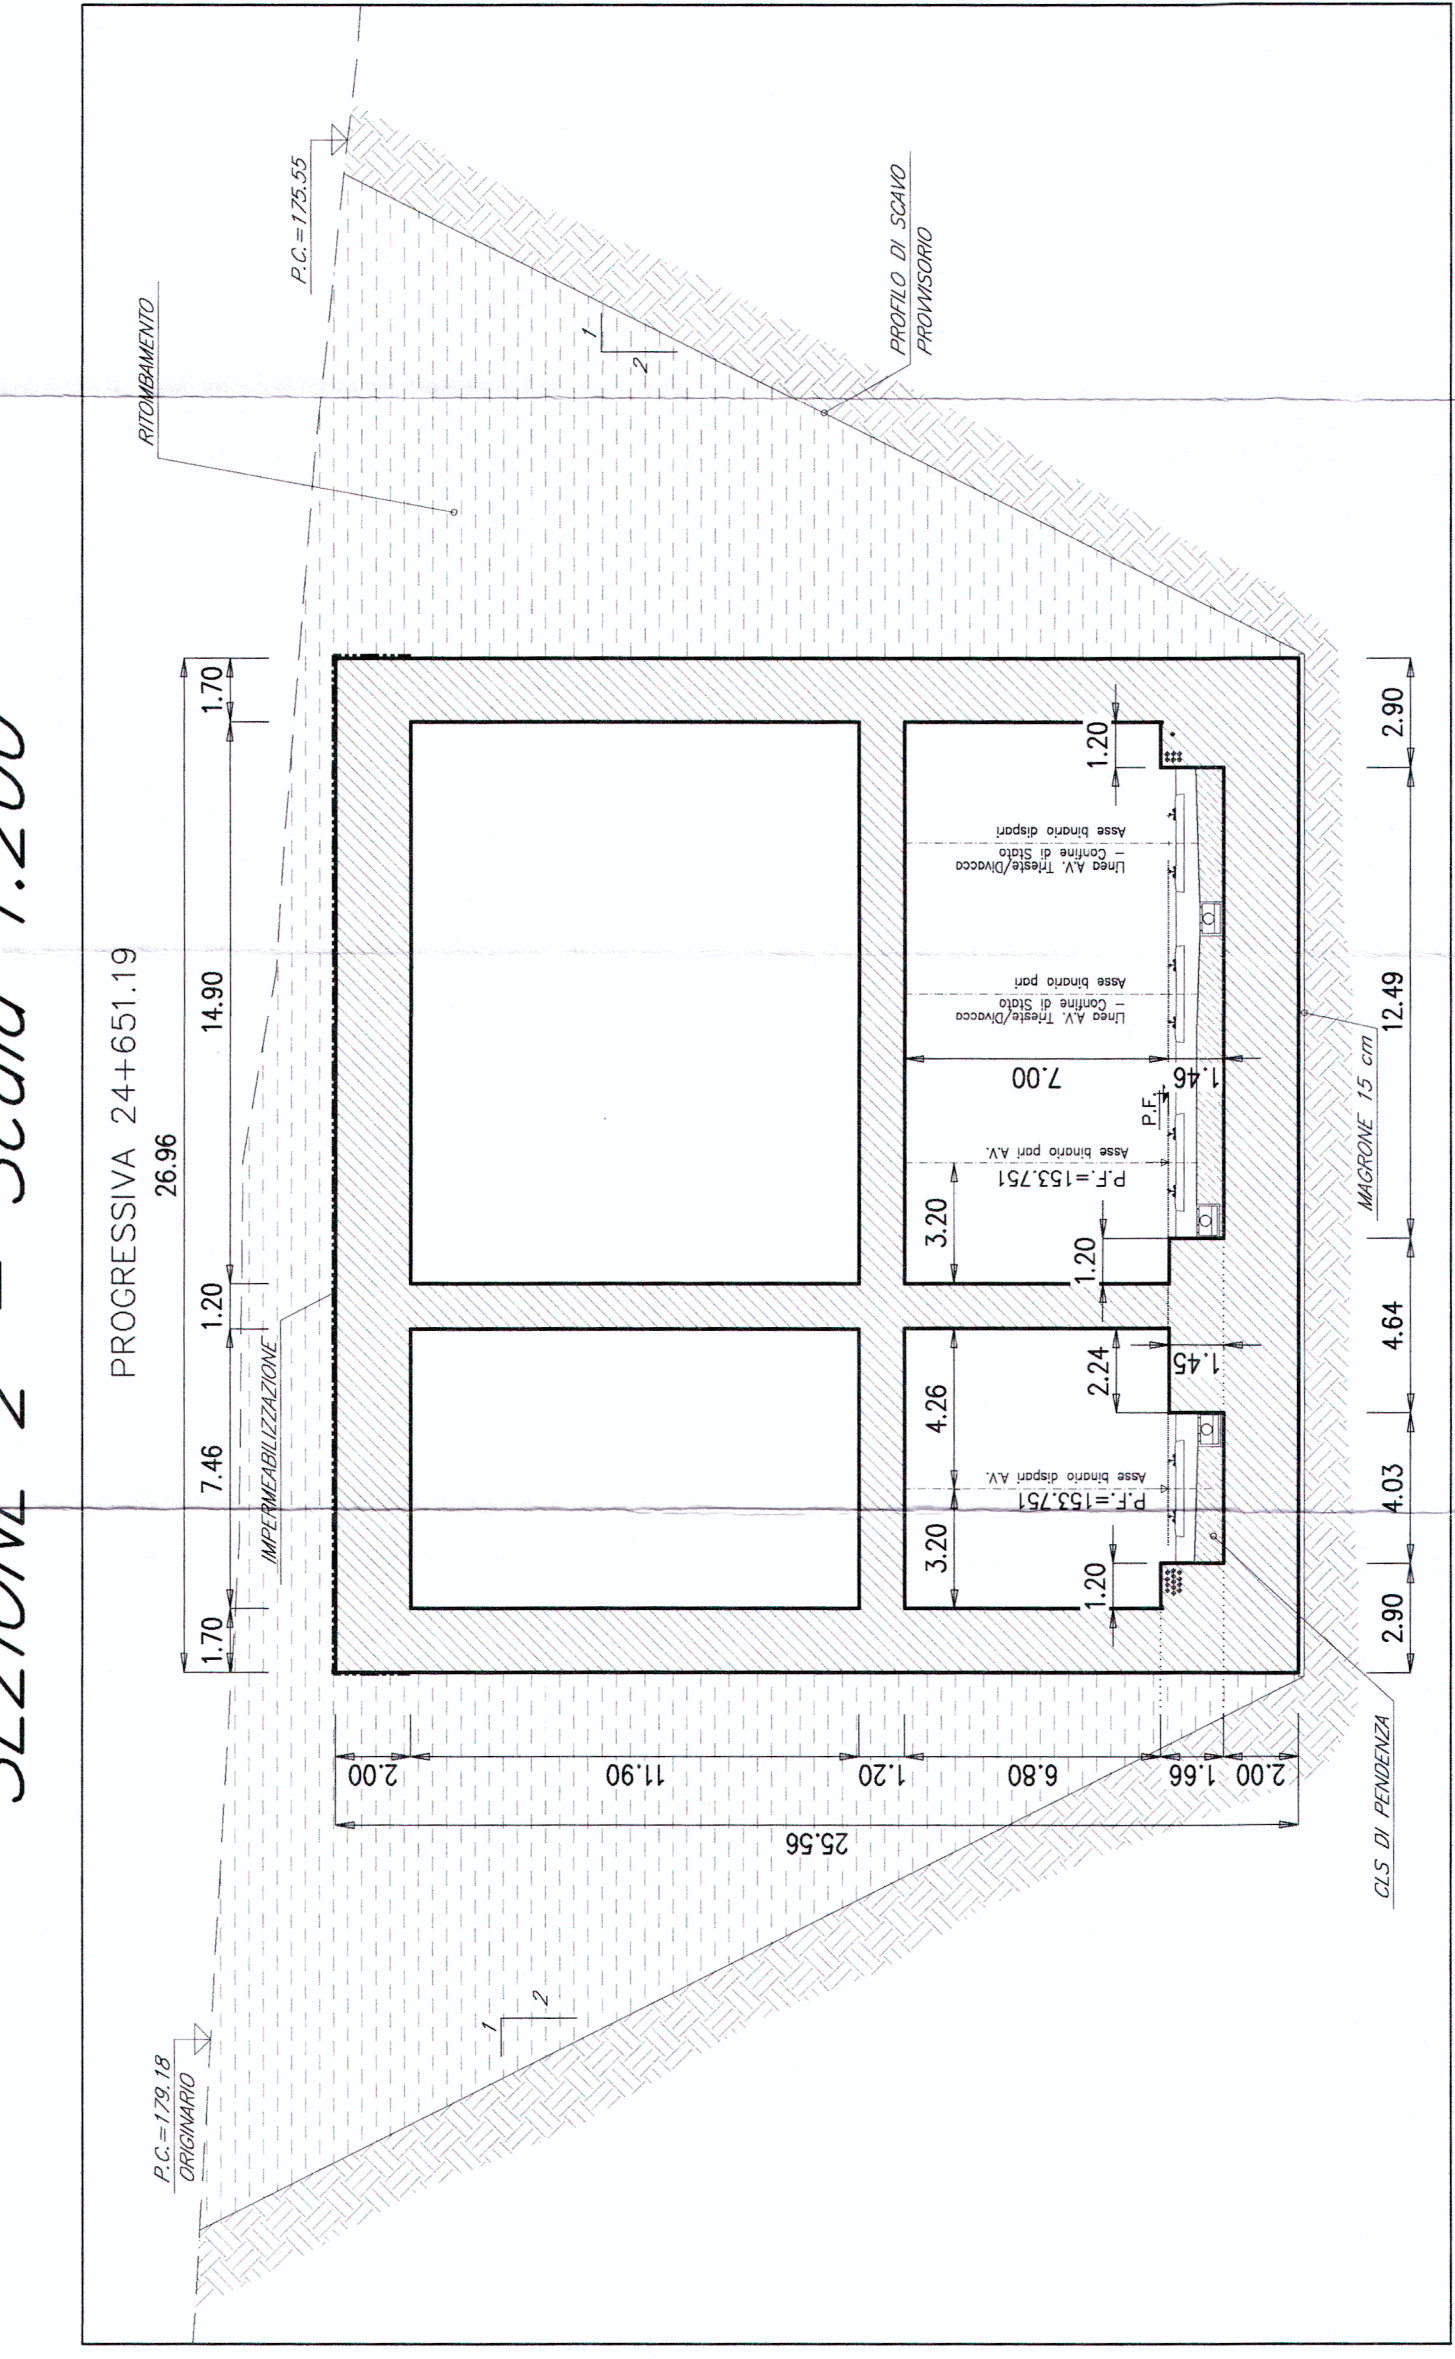 SEZIONE 2 – Scala 1:200
PROGRESSIVA 24+651.19
26.96
1.70
7.46
1.20
14.90
1.70
P.C.=179.18
ORIGINARIO
IMPERMEABILIZZAZIONE
RITOMBAMENTO
P.C.=175.55
1
2
1
2
PROFILO DI SCAVO
PROVVISORIO
25.56
2.00
11.90
1.20
6.80
1.66
2.00
3.20
4.26
1.20
2.24
1.45
P.F.=153.751
Asse binario dispari A.V.
3.20
1.20
P.F.=153.751
Asse binario pari A.V.
P.F.
7.00
1.46
Linea A.V. Trieste/Divacca
– Confine di Stato
Asse binario pari
Linea A.V. Trieste/Divacca
– Confine di Stato
Asse binario dispari
1.20
CLS DI PENDENZA
MAGRONE 15 cm
2.90
4.03
4.64
12.49
2.90